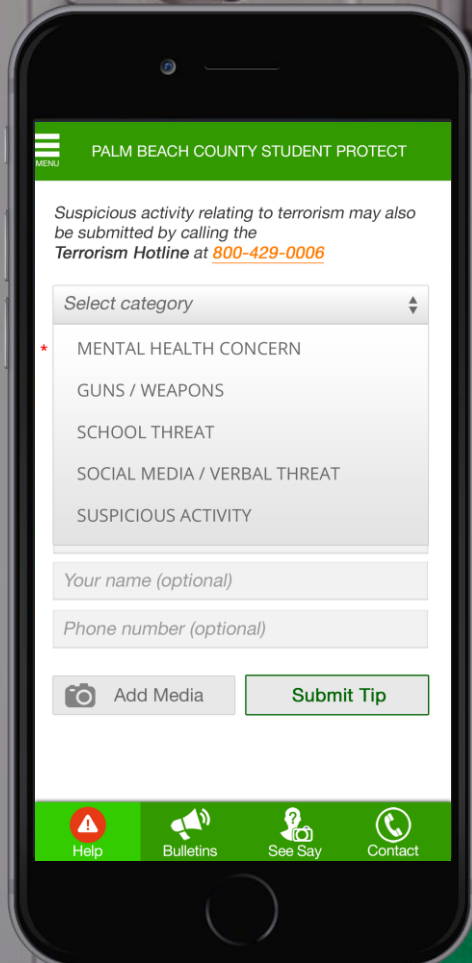 MENU
PALM BEACH COUNTY STUDENT PROTECT
Suspicious activity relating to terrorism may also
be submitted by calling the
Terrorism Hotline at 800-429-0006
Select category
* MENTAL HEALTH CONCERN
GUNS / WEAPONS
SCHOOL THREAT
SOCIAL MEDIA / VERBAL THREAT
SUSPICIOUS ACTIVITY
Your name (optional)
Phone number (optional)
Add Media
Submit Tip
Help
Bulletins
See Say
Contact